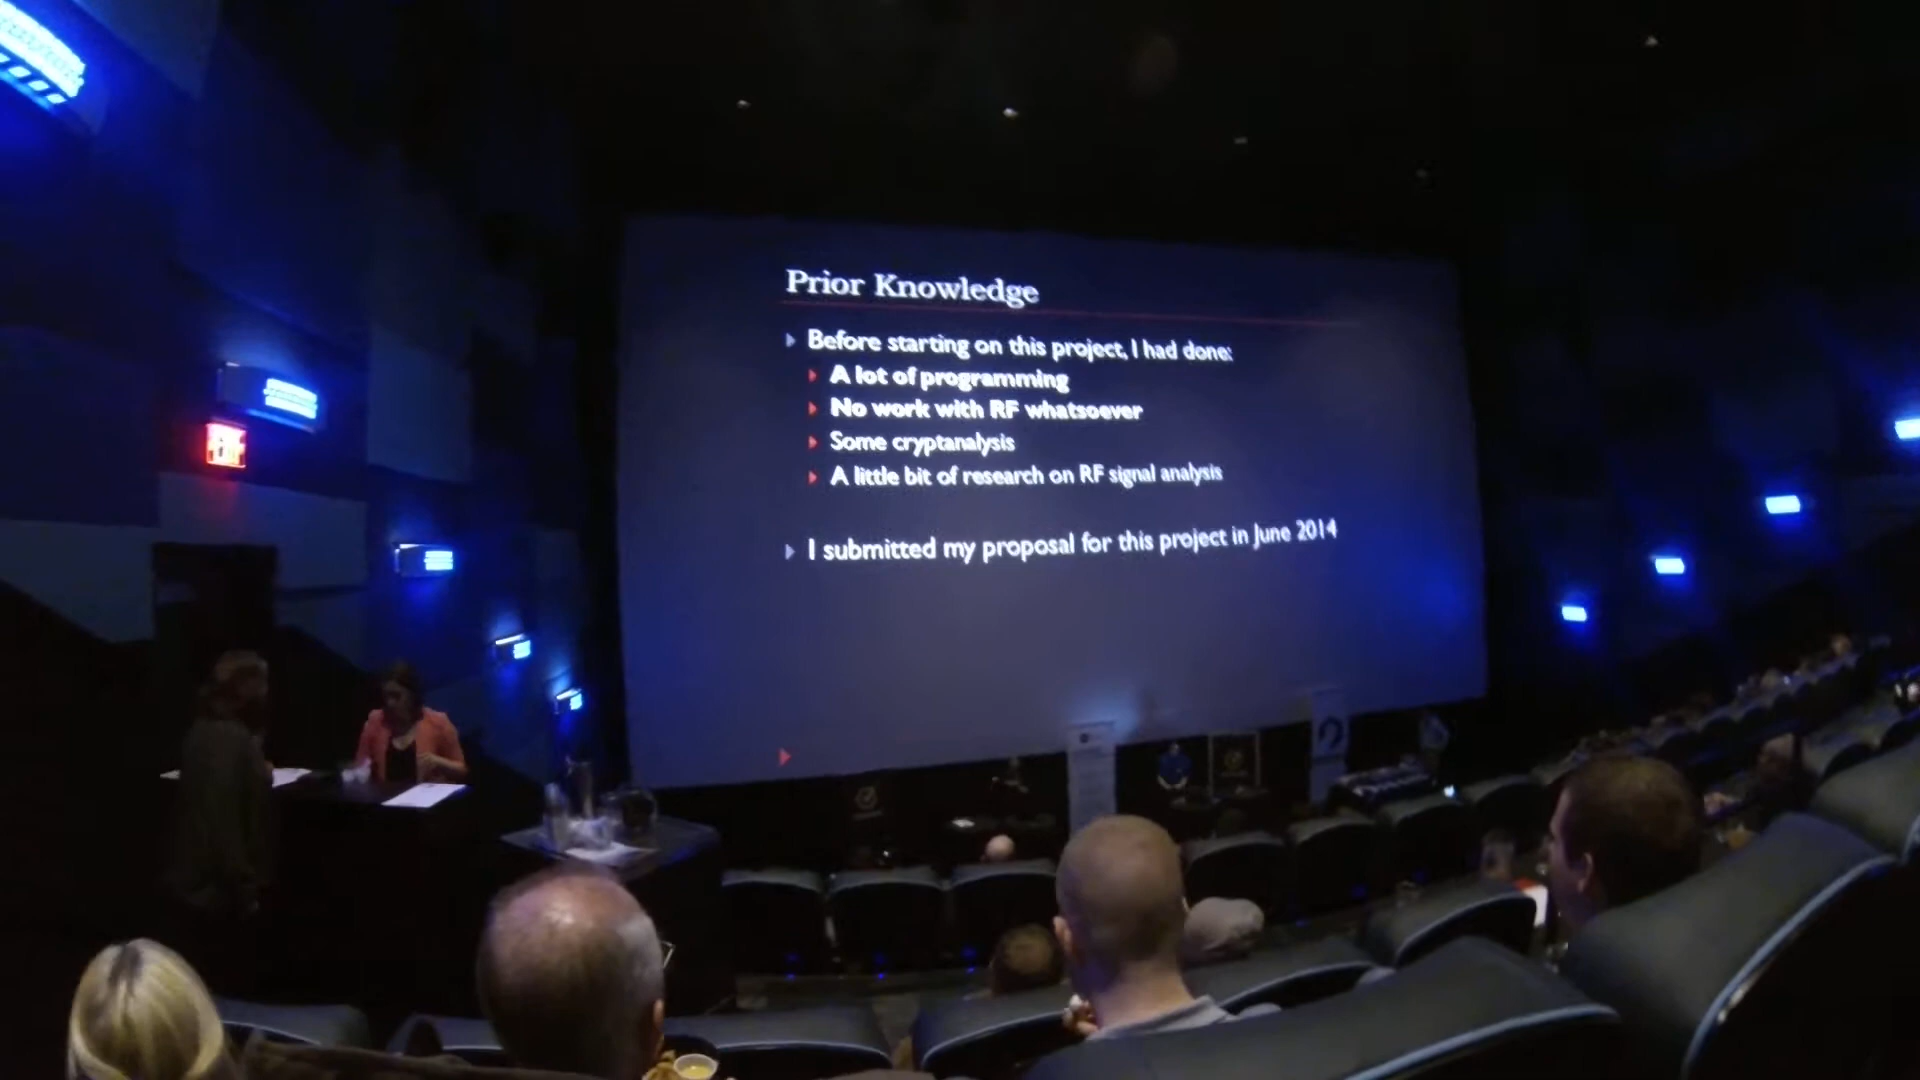 Prior Knowledge
Before starting on this project, I had done:
A lot of programming
No work with RF whatsoever
Some cryptanalysis
A little bit of research on RF signal analysis
I submitted my proposal for this project in June 2014